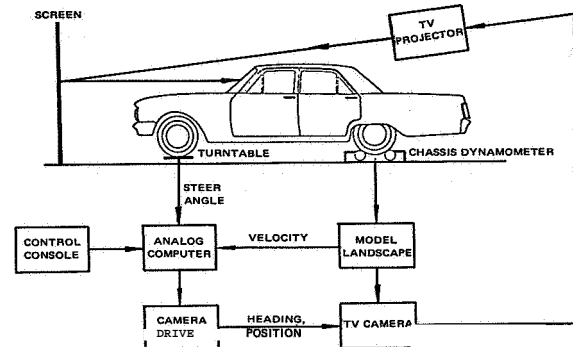 SCREEN
TV
PROJECTOR
TURNTABLE
CHASSIS DYNAMOMETER
STEER
ANGLE
CONTROL
CONSOLE
ANALOG
COMPUTER
VELOCITY
MODEL
LANDSCAPE
CAMERA
DRIVE
HEADING,
POSITION
TV CAMERA